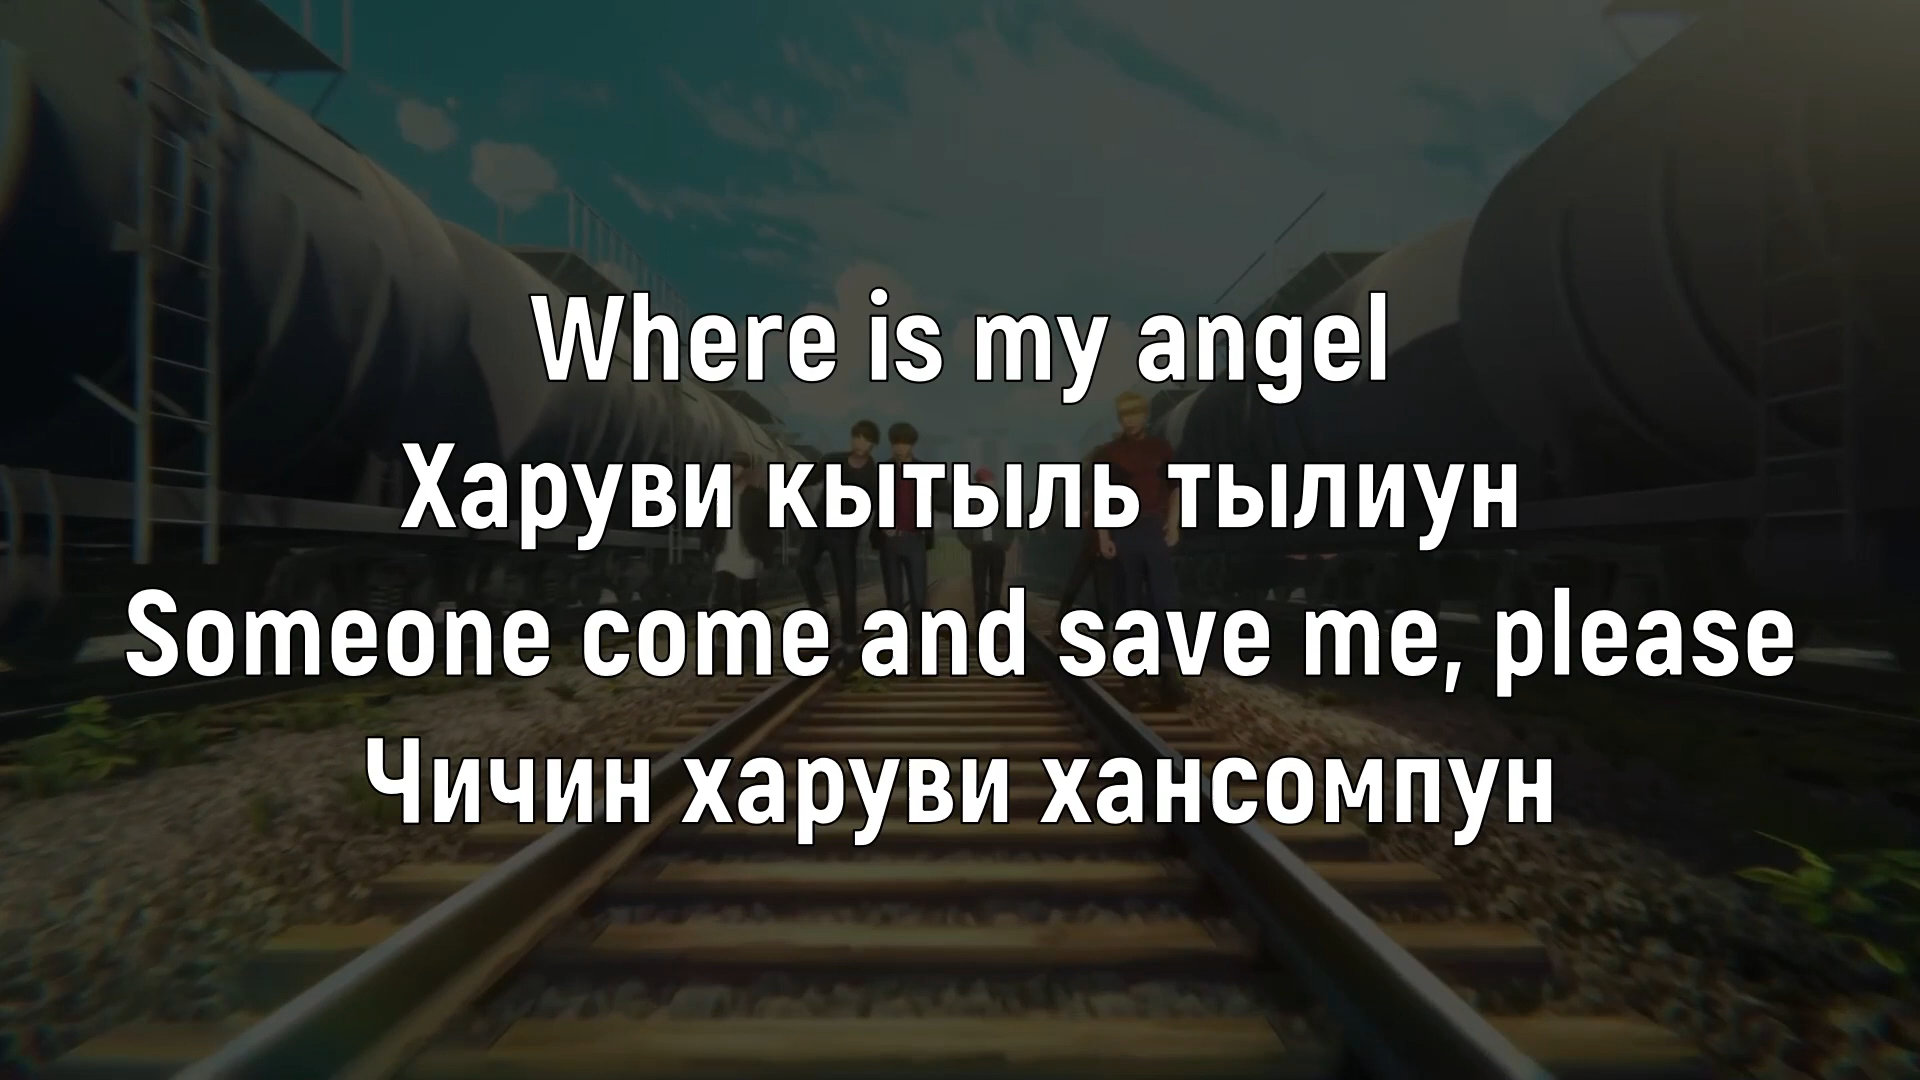 Where is my angel
Харуви кытыль тылиун
Someone come and save me, please
Чичин харуви хансомпун